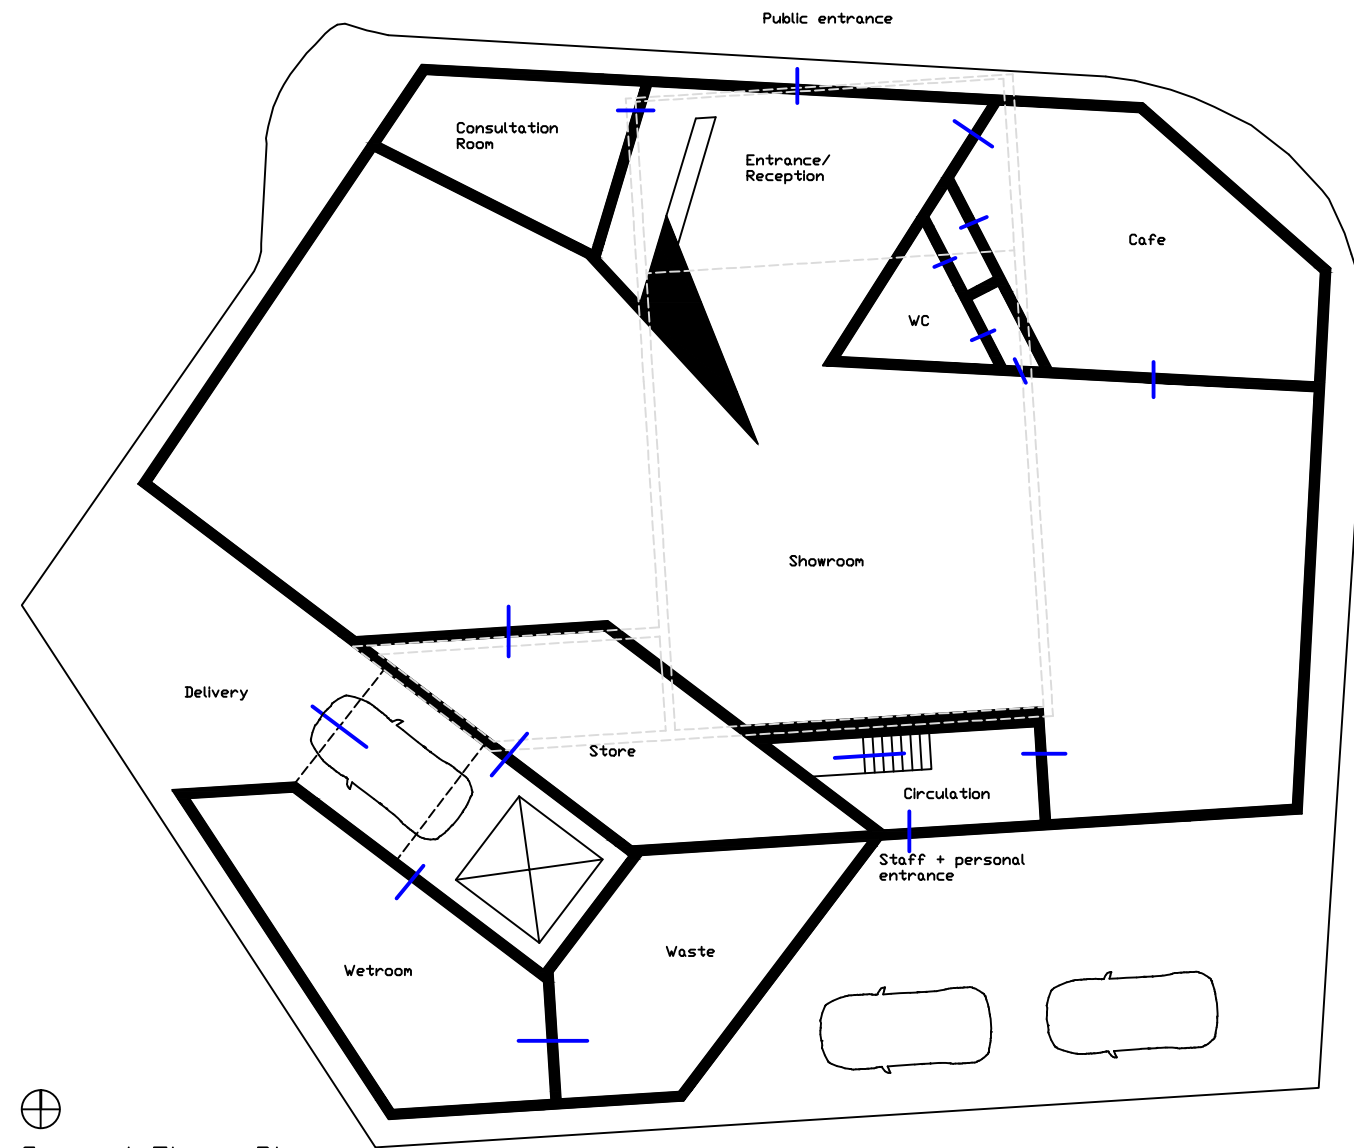 Public entrance
Consultation
Room
Entrance/
Reception
Cafe
WC
Showroom
Delivery
Store
Circulation
Staff + personal
entrance
Waste
Wetroom